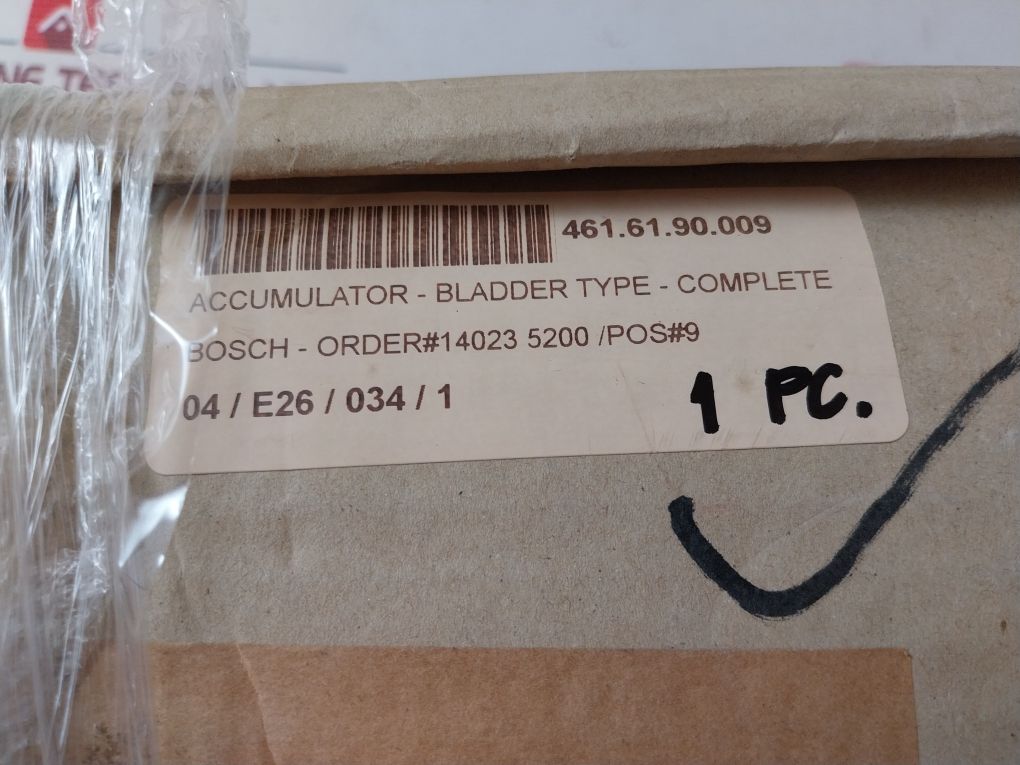 461.61.90.009
ACCUMULATOR - BLADDER TYPE - COMPLETE
BOSCH - ORDER#14023 5200 /POS#9
04 / E26 / 034 / 1
1 PC.